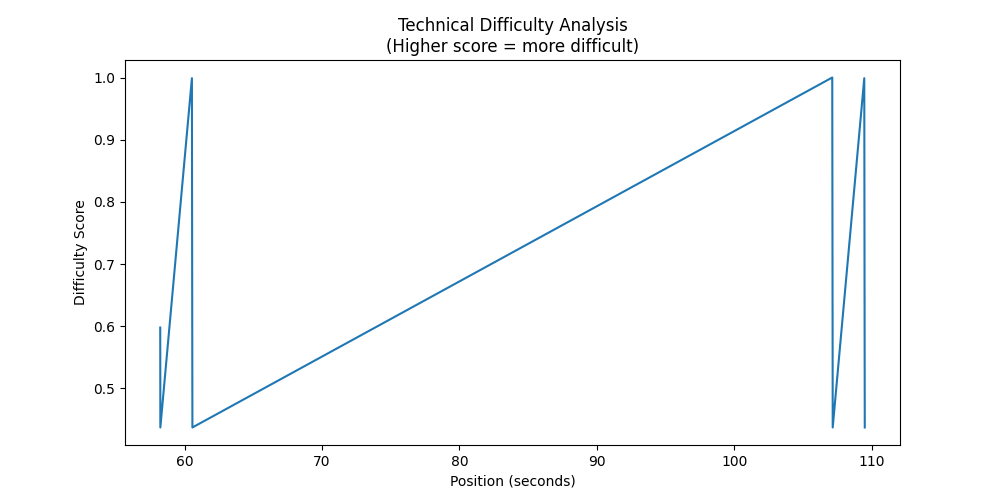 Technical Difficulty Analysis
(Higher score = more difficult)
Difficulty Score
1.0
0.9
0.8
0.7
0.6
0.5
60 70 80 90 100 110
Position (seconds)